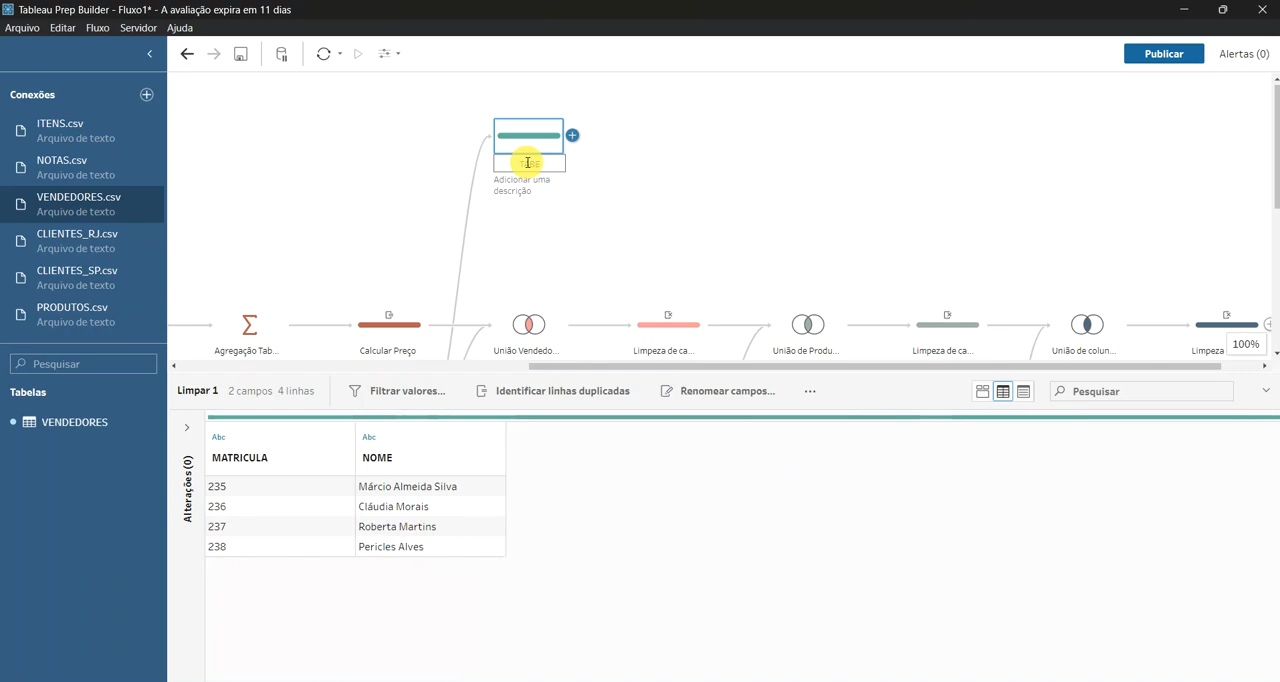 Tableau Prep Builder - Fluxo1* - A avaliação expira em 11 dias
Arquivo Editar Fluxo Servidor Ajuda
Publicar Alertas (0)
Conexões
ITENS.csv
Arquivo de texto
NOTAS.csv
Arquivo de texto
VENDEDORES.csv
Arquivo de texto
CLIENTES_RJ.csv
Arquivo de texto
CLIENTES_SP.csv
Arquivo de texto
PRODUTOS.csv
Arquivo de texto
Pesquisar
Tabelas
VENDEDORES
Adicionar uma
descrição
Agregação Tab... Calcular Preço União Vendedo... Limpeza de ca... União de Produ... Limpeza de ca... União de colun... Limpeza
100%
Limpar 1 2 campos 4 linhas Filtrar valores... Identificar linhas duplicadas Renomear campos... ... Pesquisar
Alterações (0)
Abc Abc
MATRICULA NOME
235 Márcio Almeida Silva
236 Cláudia Morais
237 Roberta Martins
238 Pericles Alves